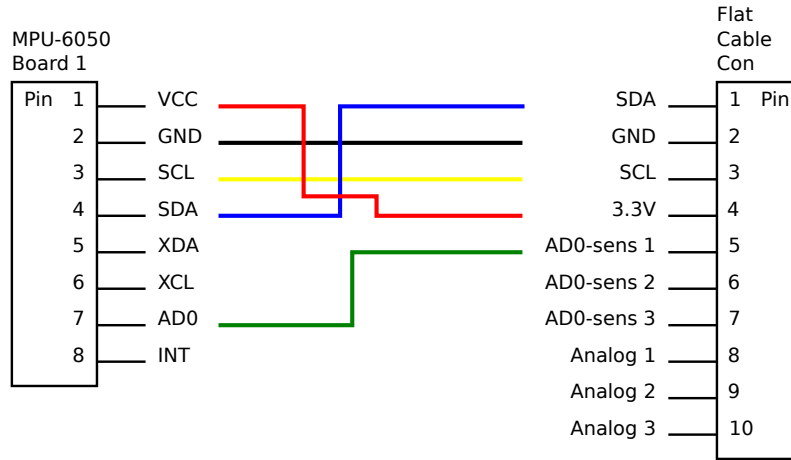 MPU-6050
Board 1
Pin 1 VCC
2 GND
3 SCL
4 SDA
5 XDA
6 XCL
7 AD0
8 INT
Flat
Cable
Con
SDA 1 Pin
GND 2
SCL 3
3.3V 4
AD0-sens 1 5
AD0-sens 2 6
AD0-sens 3 7
Analog 1 8
Analog 2 9
Analog 3 10